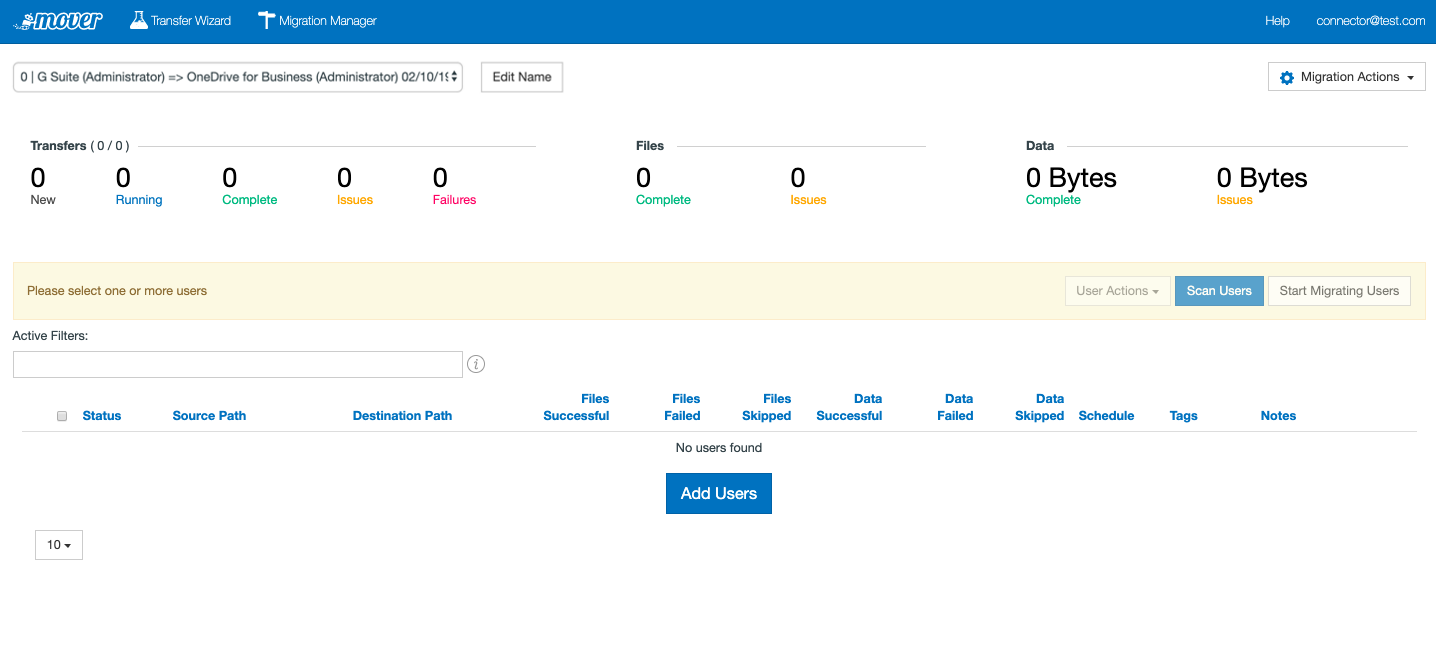 mover Transfer Wizard Migration Manager Help connector@test.com
0 | G Suite (Administrator) => OneDrive for Business (Administrator) 02/10/19 Edit Name Migration Actions
Transfers ( 0 / 0 ) Files Data
0 0 0 0 0 0 0 0 Bytes 0 Bytes
New Running Complete Issues Failures Complete Issues Complete Issues
Please select one or more users User Actions Scan Users Start Migrating Users
Active Filters:
i
Files Files Files Data Data Data
Status Source Path Destination Path Successful Failed Skipped Successful Failed Skipped Schedule Tags Notes
No users found
Add Users
10